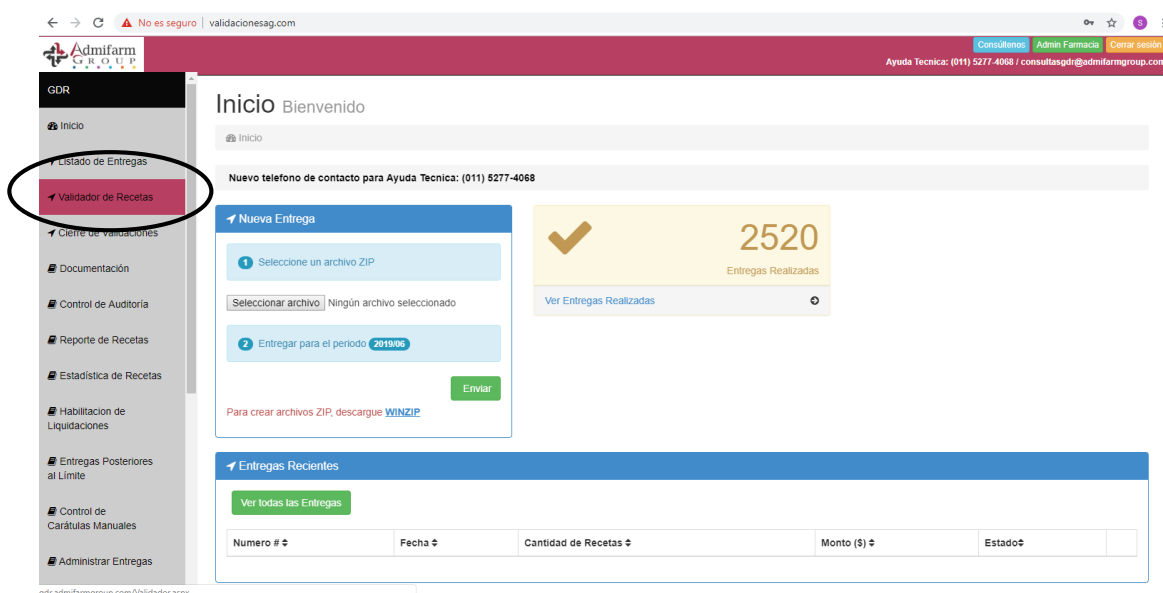 No es seguro | validacionesag.com
S
Admifarm
GROUP
Consúltenos Admin Farmacia Cerrar sesión
Ayuda Tecnica: (011) 5277-4068 / consultasgdr@admifarmgroup.com
GDR
Inicio
Listado de Entregas
Validador de Recetas
Cierre de Validaciones
Documentación
Control de Auditoría
Reporte de Recetas
Estadística de Recetas
Habilitacion de
Liquidaciones
Entregas Posteriores
al Límite
Control de
Carátulas Manuales
Administrar Entregas
Inicio Bienvenido
Inicio
Nuevo telefono de contacto para Ayuda Tecnica: (011) 5277-4068
Nueva Entrega
1 Seleccione un archivo ZIP
Seleccionar archivo Ningún archivo seleccionado
2 Entregar para el periodo 2019/06
Enviar
Para crear archivos ZIP, descargue WINZIP
2520
Entregas Realizadas
Ver Entregas Realizadas
Entregas Recientes
Ver todas las Entregas
Numero # Fecha Cantidad de Recetas Monto ($) Estado
gdr.admifarmgroup.com/Validador.aspx